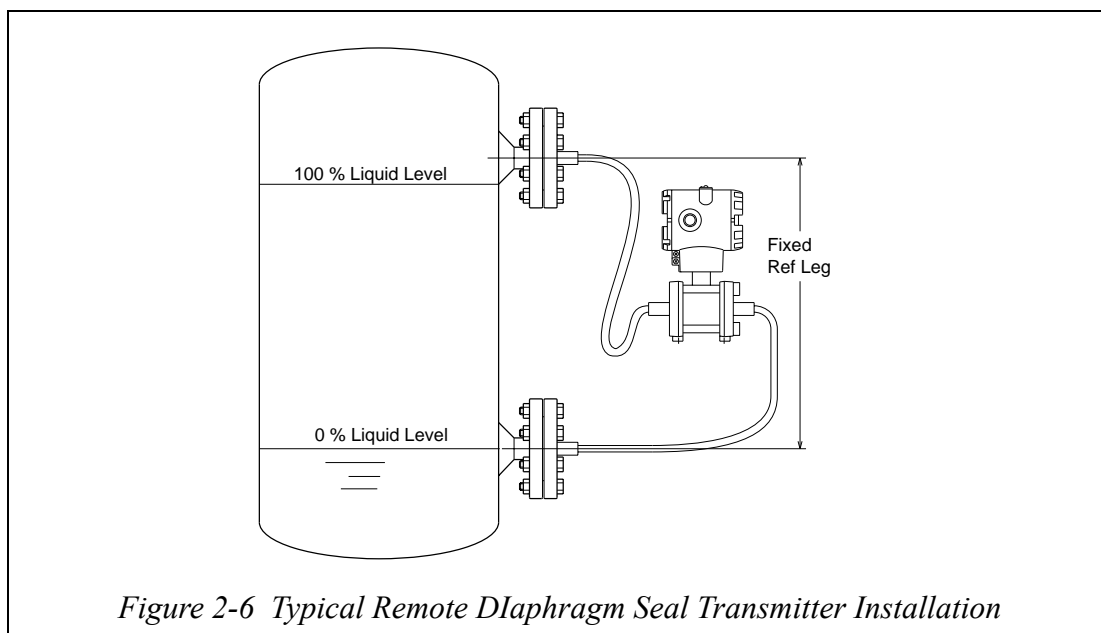 100 % Liquid Level
Fixed
Ref Leg
0 % Liquid Level
Figure 2-6 Typical Remote DIaphragm Seal Transmitter Installation